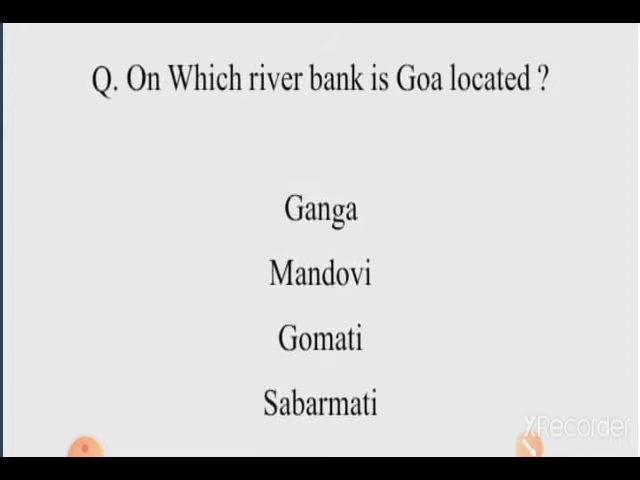 Q. On Which river bank is Goa located ?
Ganga
Mandovi
Gomati
Sabarmati
XRecorder